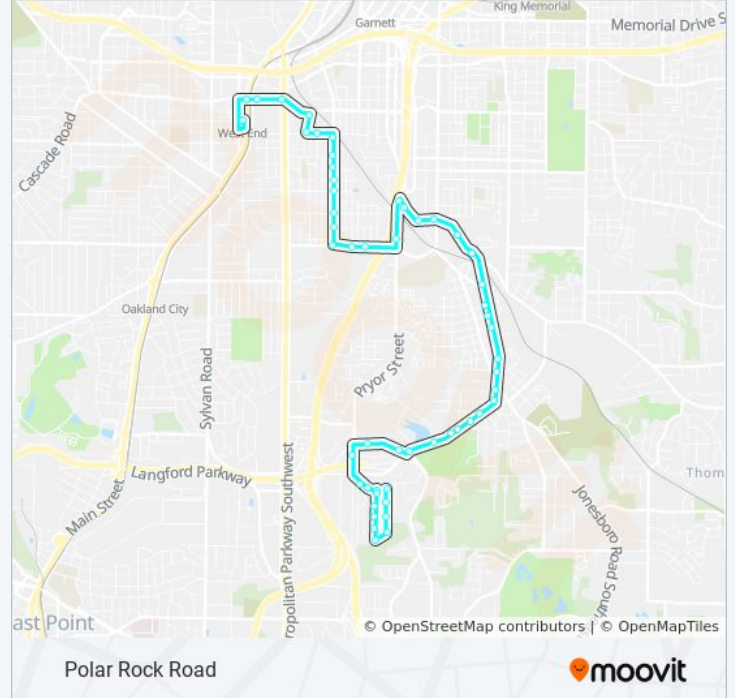 King Memorial
Garnett
Memorial Drive S
Cascade Road
West End
Oakland City
Pryor Street
Sylvan Road
Langford Parkway
Main Street
ropolitan Parkway Southwest
Thom
Jonesboro Road South
ast Point
© OpenStreetMap contributors | © OpenMapTiles
Polar Rock Road
moovit